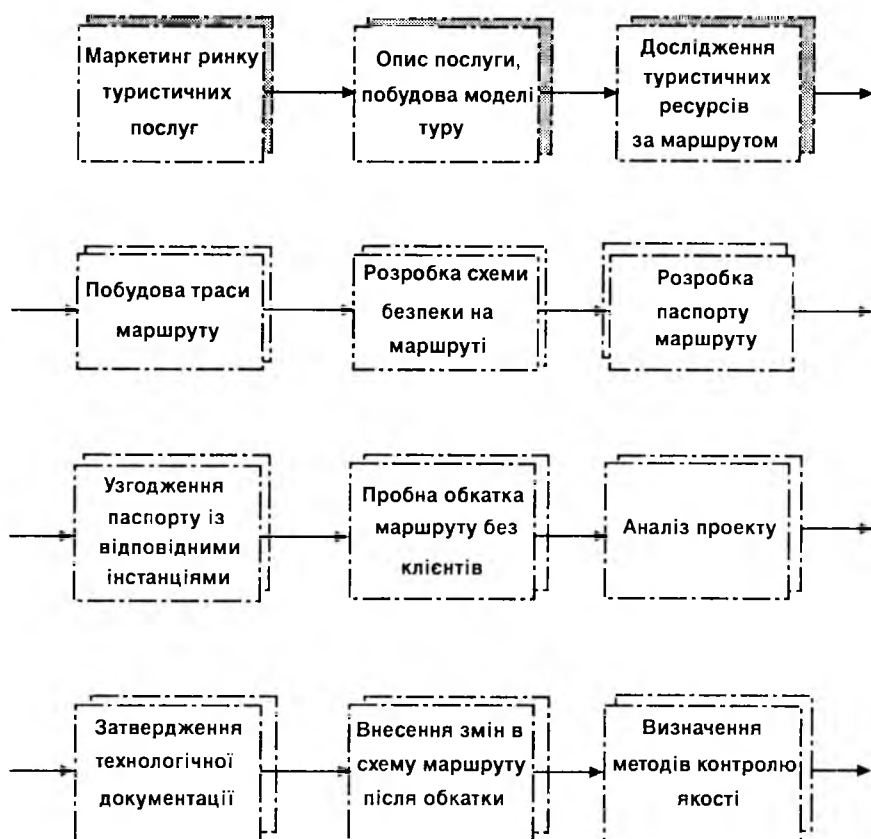 Маркетинг ринку
туристичних
послуг
Опис послуги,
побудова моделі
туру
Дослідження
туристичних
ресурсів
за маршрутом
Побудова траси
маршруту
Розробка схеми
безпеки на
маршруті
Розробка
паспорту
маршруту
Узгодження
паспорту із
відповідними
інстанціями
Пробна обкатка
маршруту без
клієнтів
Аналіз проекту
Затвердження
технологічної
документації
Внесення змін в
схему маршруту
після обкатки
Визначення
методів контролю
якості